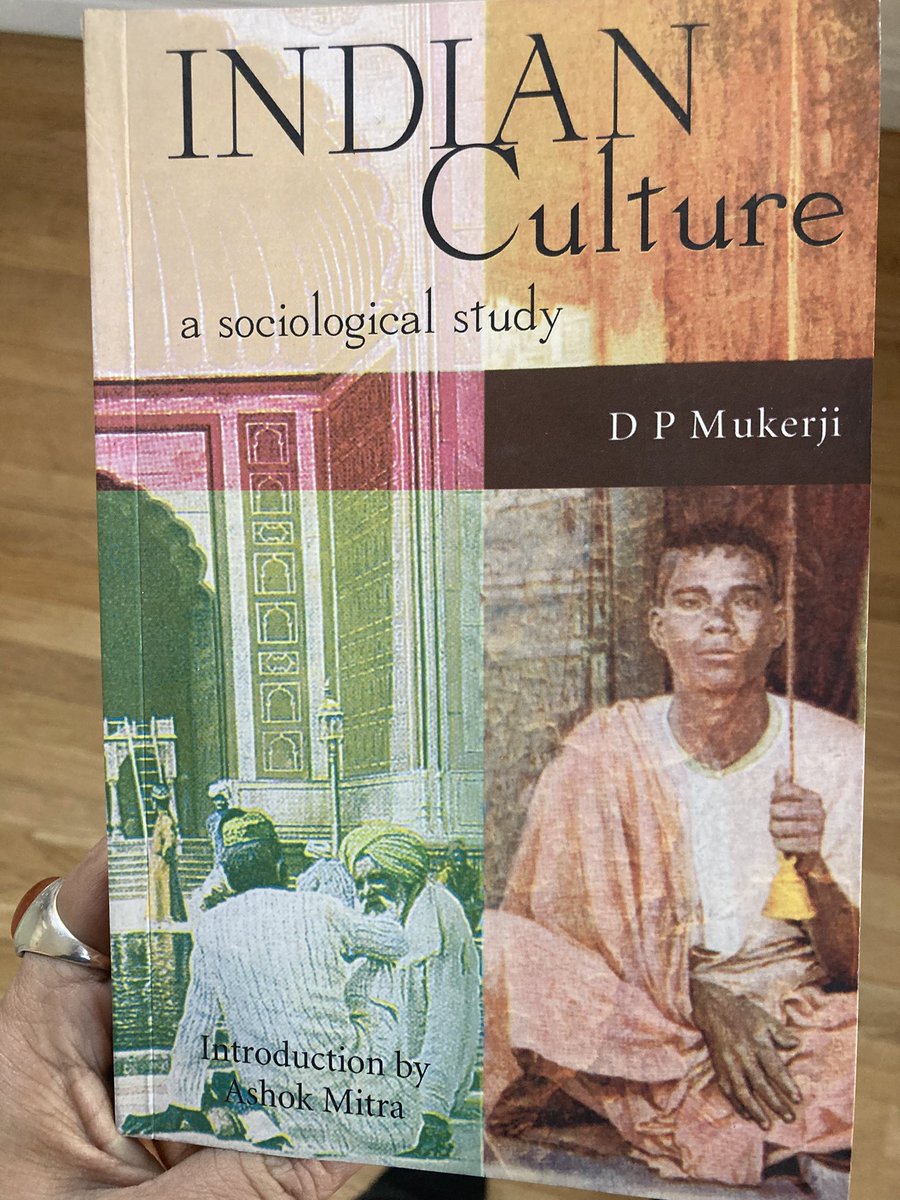 INDIAN
Culture
a sociological study
D P Mukerji
Introduction by
Ashok Mitra